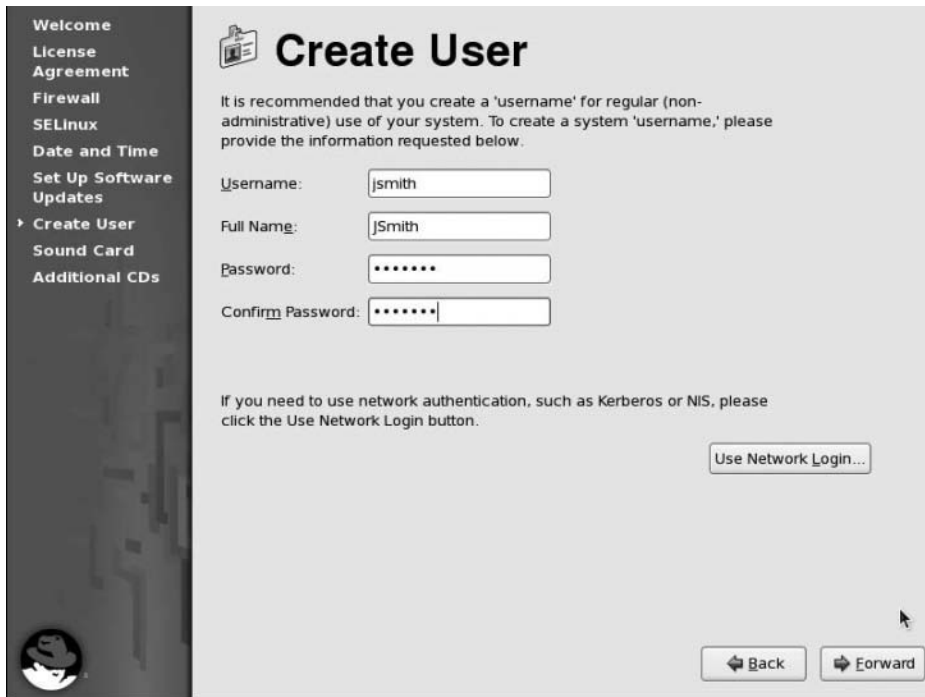 Welcome
License
Agreement
Firewall
SELinux
Date and Time
Set Up Software
Updates
Create User
Sound Card
Additional CDs
Create User
It is recommended that you create a 'username' for regular (non-
administrative) use of your system. To create a system 'username,' please
provide the information requested below.
Username: jsmith
Full Name: JSmith
Password: •••••••
Confirm Password: •••••••
If you need to use network authentication, such as Kerberos or NIS, please
click the Use Network Login button.
Use Network Login...
Back Forward